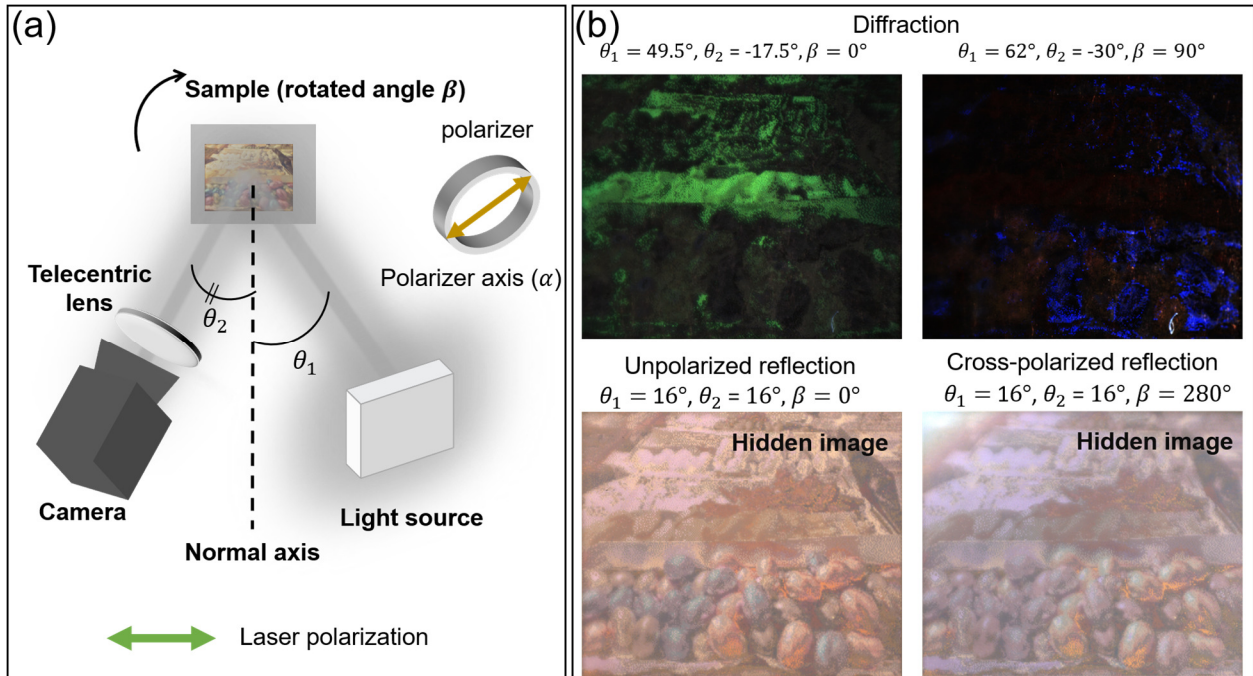 (a)
Sample (rotated angle β)
polarizer
Polarizer axis (α)
Telecentric
lens
θ₂
θ₁
Camera
Light source
Normal axis
Laser polarization
(b)
Diffraction
θ₁ = 49.5°, θ₂ = -17.5°, β = 0°
θ₁ = 62°, θ₂ = -30°, β = 90°
Unpolarized reflection
θ₁ = 16°, θ₂ = 16°, β = 0°
Cross-polarized reflection
θ₁ = 16°, θ₂ = 16°, β = 280°
Hidden image
Hidden image